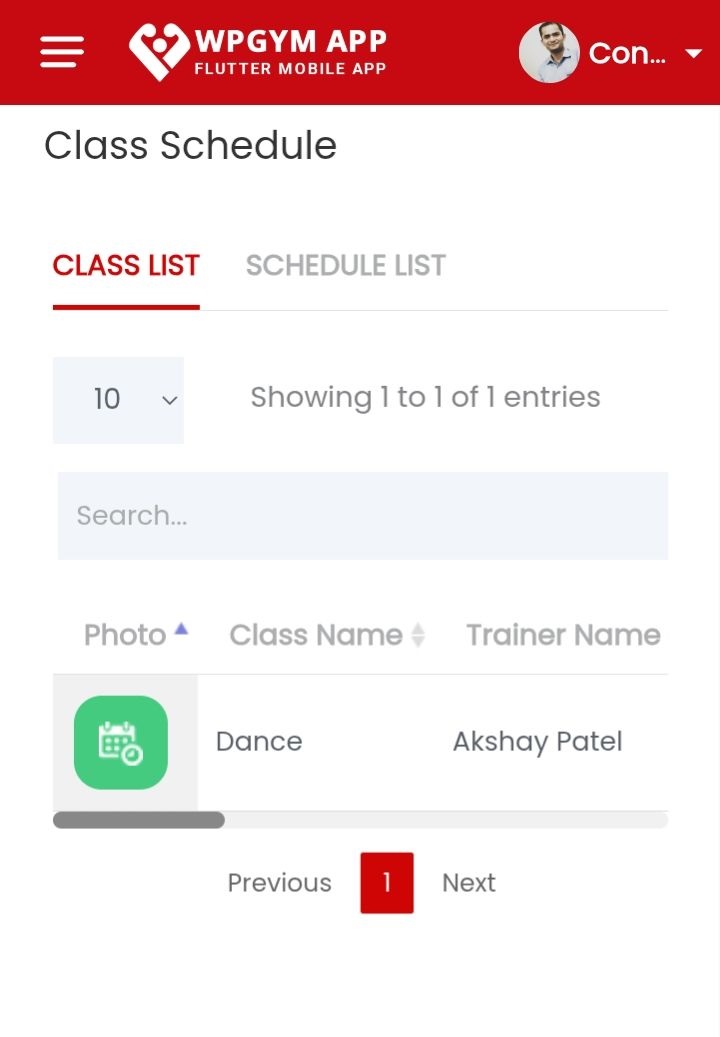 WPGYM APP
FLUTTER MOBILE APP
Con...
Class Schedule
CLASS LIST SCHEDULE LIST
10 Showing 1 to 1 of 1 entries
Search...
Photo Class Name Trainer Name
Dance Akshay Patel
Previous 1 Next